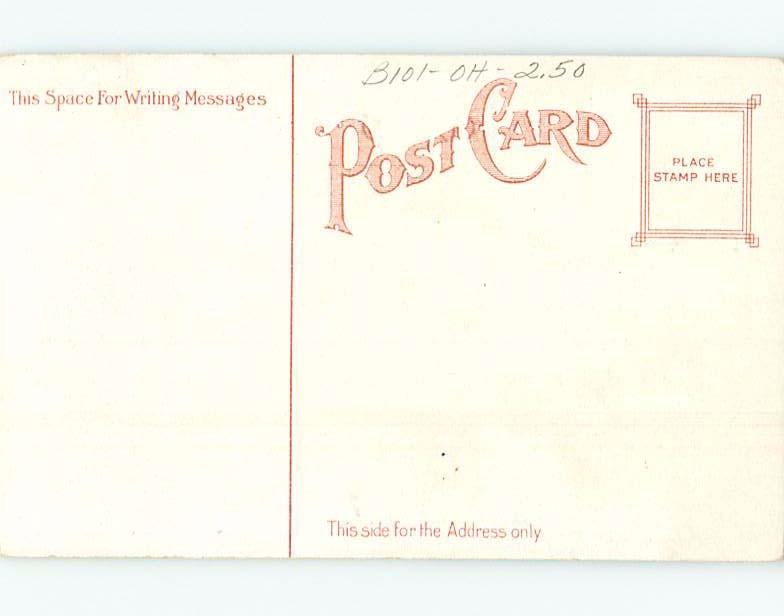 B101-OH-2.50
This Space For Writing Messages
POST CARD
PLACE
STAMP HERE
This side for the Address only